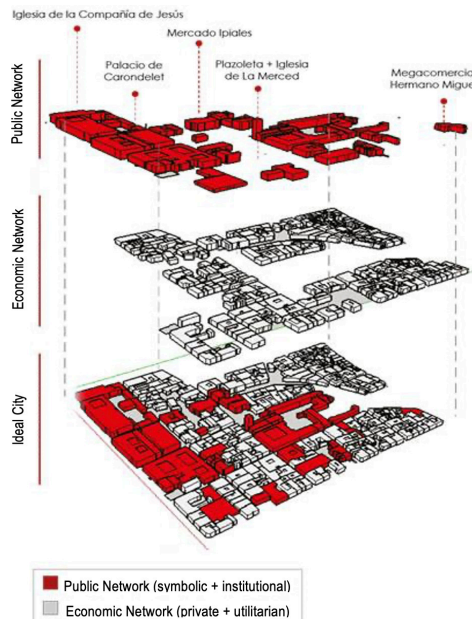 Iglesia de la Compañía de Jesús
Mercado Ipiales
Palacio de
Carondelet
Plazoleta + Iglesia
de La Merced
Megacomercio
Hermano Migue
Public Network
Economic Network
Ideal City
Public Network (symbolic + institutional)
Economic Network (private + utilitarian)